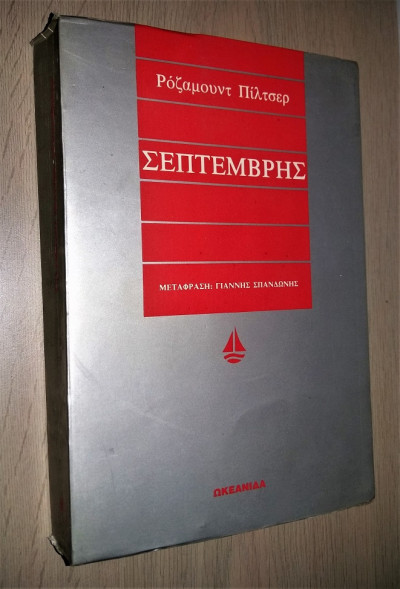 Ρόζαμουντ Πίλτσερ
ΣΕΠΤΕΜΒΡΗΣ
ΜΕΤΑΦΡΑΣΗ: ΓΙΑΝΝΗΣ ΣΠΑΝΔΩΝΗΣ
ΩΚΕΑΝΙΔΑ